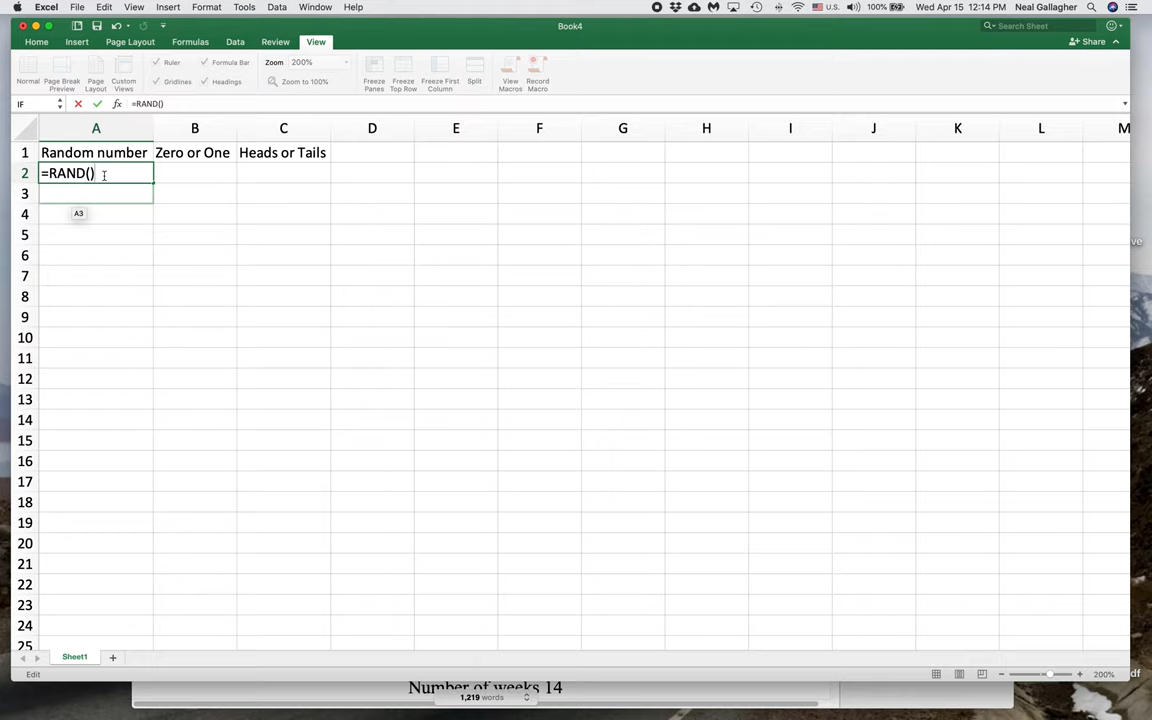 Excel File Edit View Insert Format Tools Data Window Help U.S. 100% Wed Apr 15 12:14 PM Neal Gallagher
Book4
Search Sheet
Home Insert Page Layout Formulas Data Review View
Share
Normal
Page Break Preview
Page Layout
Custom Views
Ruler
Formula Bar
Gridlines
Headings
Zoom 200%
Zoom to 100%
Freeze Panes
Freeze Top Row
Freeze First Column
Split
View Macros
Record Macro
IF fx =RAND()
A B C D E F G H I J K L M
1 Random number Zero or One Heads or Tails
2 =RAND()
3
A3
4
5
6
7
8
9
10
11
12
13
14
15
16
17
18
19
20
21
22
23
24
25
Sheet1
Edit 200%
Number of weeks 14
1,219 words
ve
df